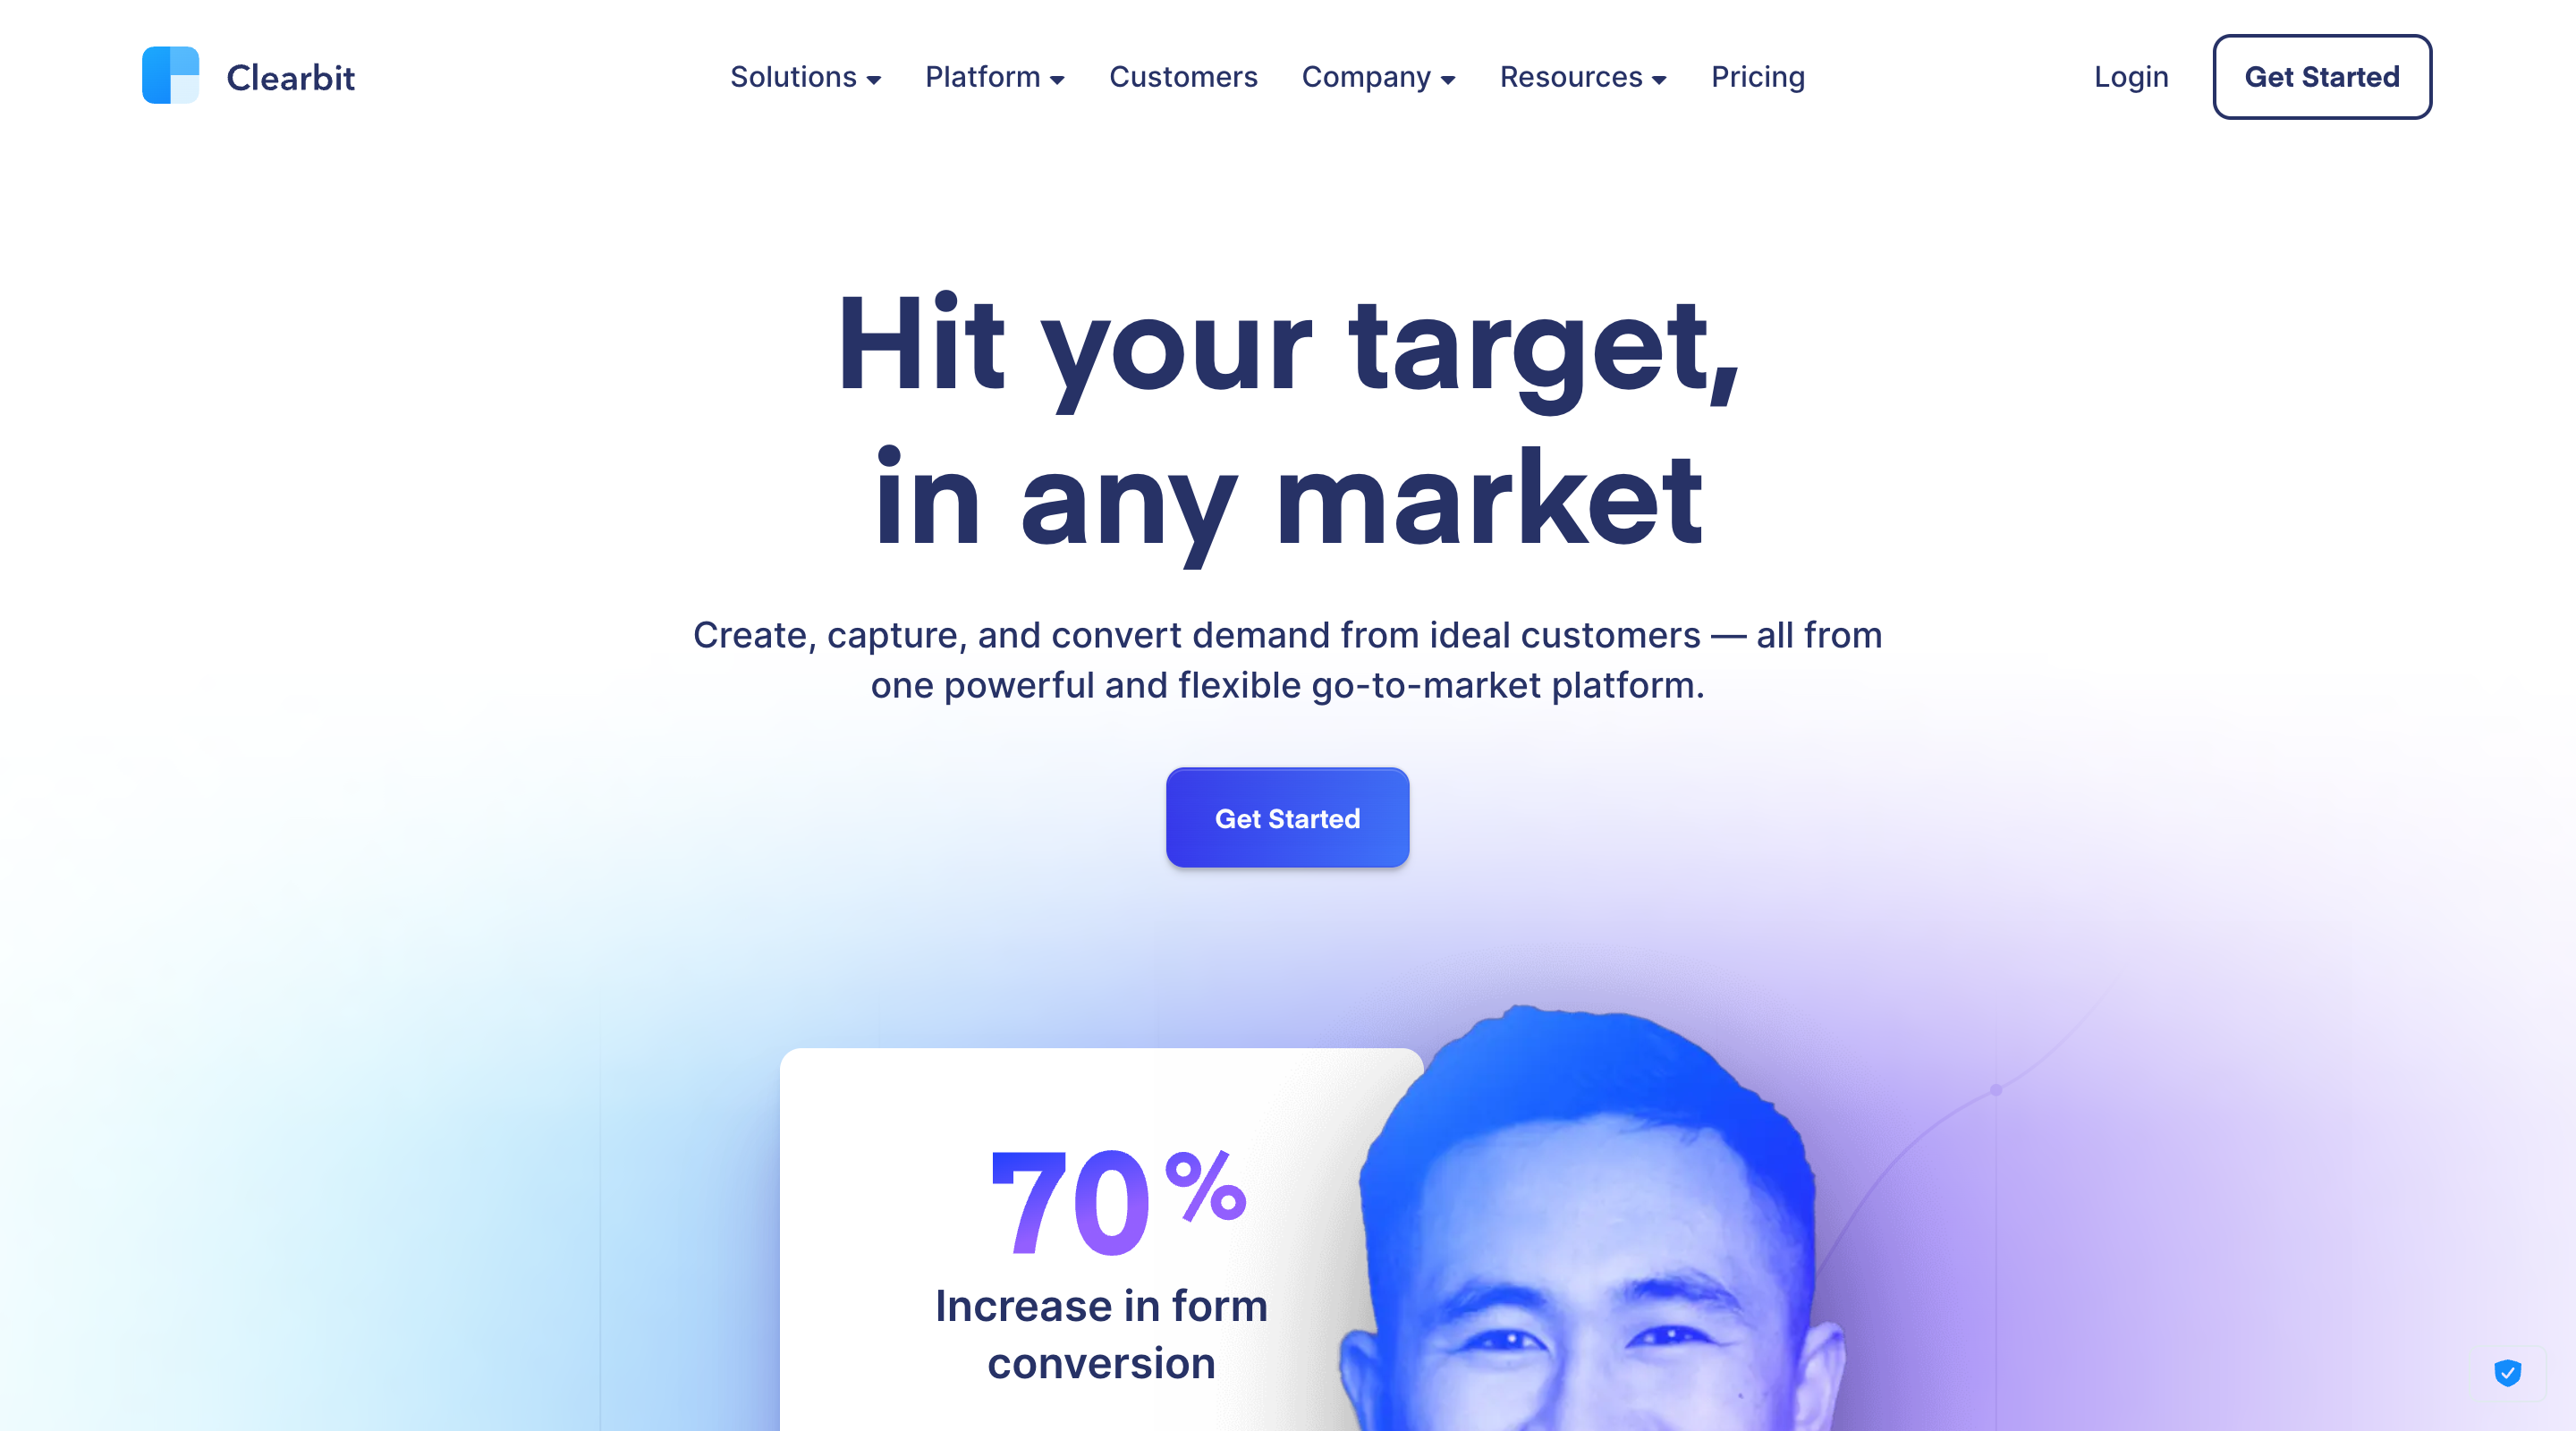 Clearbit
Solutions
Platform
Customers
Company
Resources
Pricing
Login
Get Started
Hit your target,
in any market
Create, capture, and convert demand from ideal customers — all from
one powerful and flexible go-to-market platform.
Get Started
70%
Increase in form
conversion